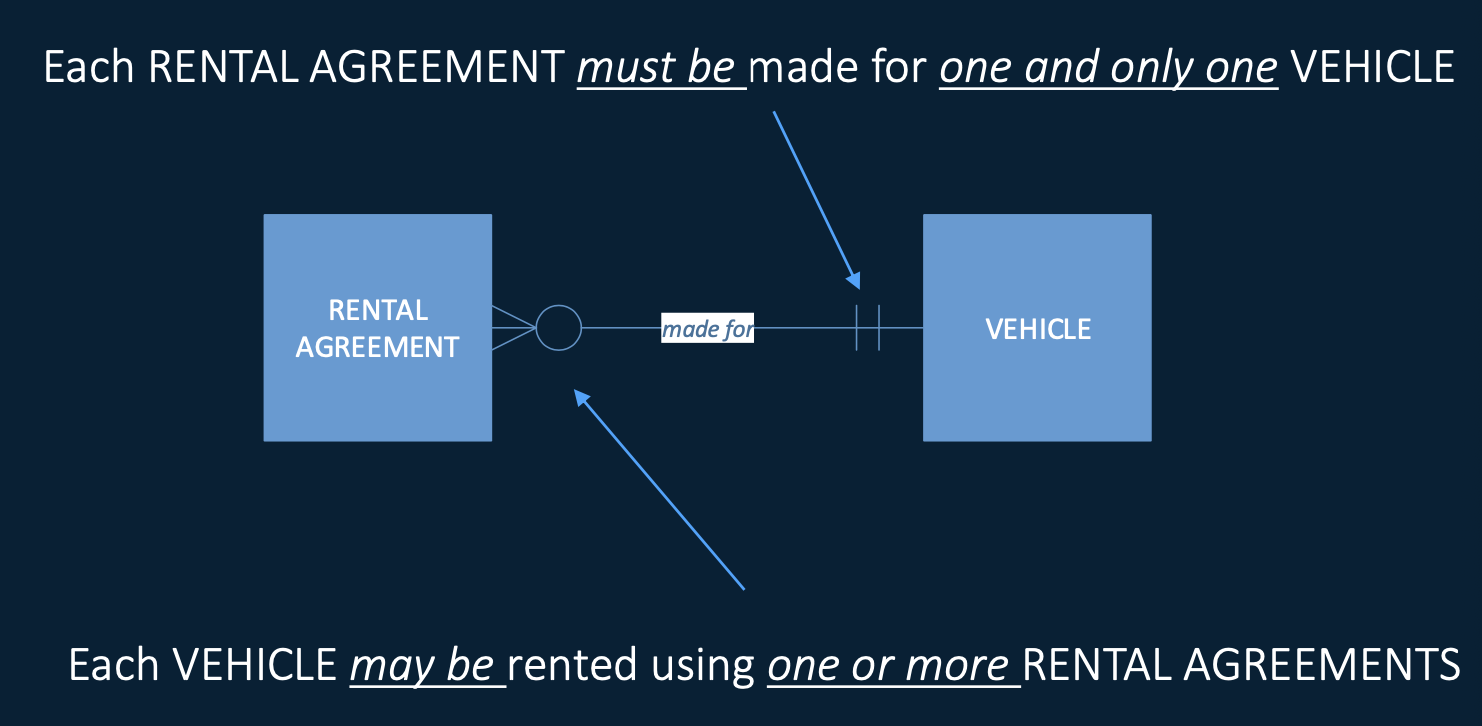 Each RENTAL AGREEMENT must be made for one and only one VEHICLE
RENTAL
AGREEMENT
made for
VEHICLE
Each VEHICLE may be rented using one or more RENTAL AGREEMENTS